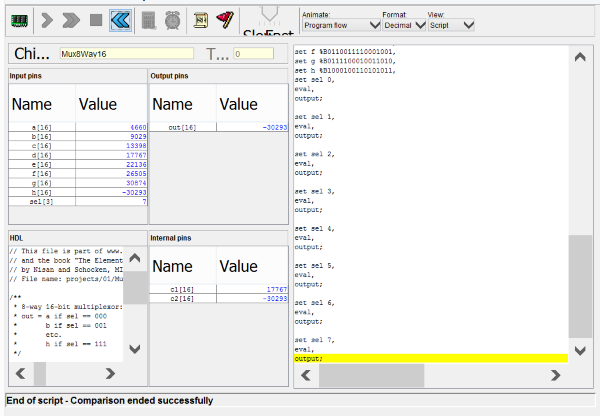 Animate:
Format:
View:
Program flow
Decimal
Script
Chi...
Mux8Way16
T...
0
Input pins
Name
Value
a[16]
4660
b[16]
9029
c[16]
13398
d[16]
17767
e[16]
22136
f[16]
26505
g[16]
30874
h[16]
-30293
sel[3]
7
Output pins
Name
Value
out[16]
-30293
HDL
// This file is part of www.
// and the book "The Element
// by Nisan and Schocken, MI
// File name: projects/01/Mu
/**
* 8-way 16-bit multiplexor:
* out = a if sel == 000
*       b if sel == 001
*       etc.
*       h if sel == 111
*/
Internal pins
Name
Value
c1[16]
17767
c2[16]
-30293
set f %B0110011110001001,
set g %B0111100010011010,
set h %B1000100110101011,
set sel 0,
eval,
output;
set sel 1,
eval,
output;
set sel 2,
eval,
output;
set sel 3,
eval,
output;
set sel 4,
eval,
output;
set sel 5,
eval,
output;
set sel 6,
eval,
output;
set sel 7,
eval,
output;
End of script - Comparison ended successfully